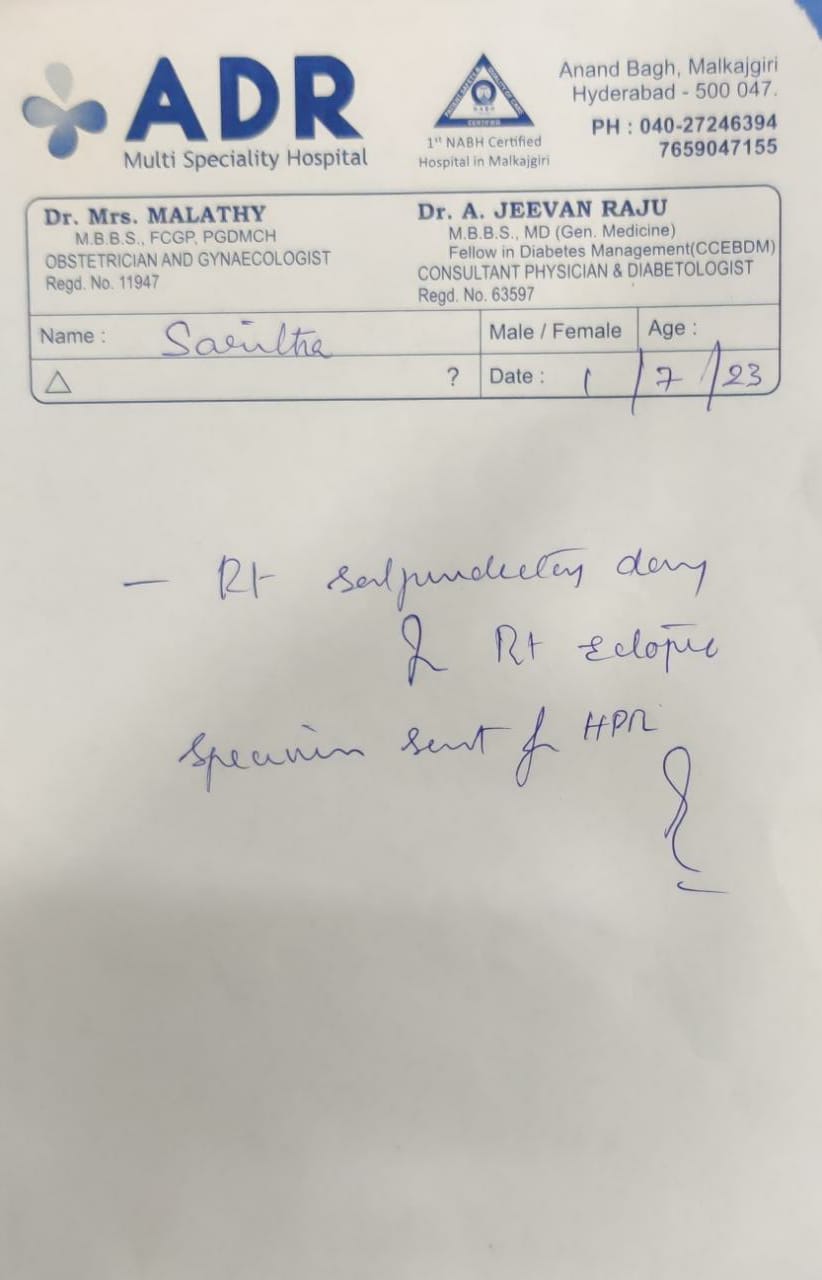 ADR
Multi Speciality Hospital
NABH
CERTIFIED
1st NABH Certified
Hospital in Malkajgiri
Anand Bagh, Malkajgiri
Hyderabad - 500 047.
PH : 040-27246394
7659047155
Dr. Mrs. MALATHY
M.B.B.S., FCGP, PGDMCH
OBSTETRICIAN AND GYNAECOLOGIST
Regd. No. 11947
Dr. A. JEEVAN RAJU
M.B.B.S., MD (Gen. Medicine)
Fellow in Diabetes Management(CCEBDM)
CONSULTANT PHYSICIAN & DIABETOLOGIST
Regd. No. 63597
Name : Saritha
Male / Female Age :
△ ? Date : 1/7/23
— Rt
Rt Ectopic
specimen sent for HPR